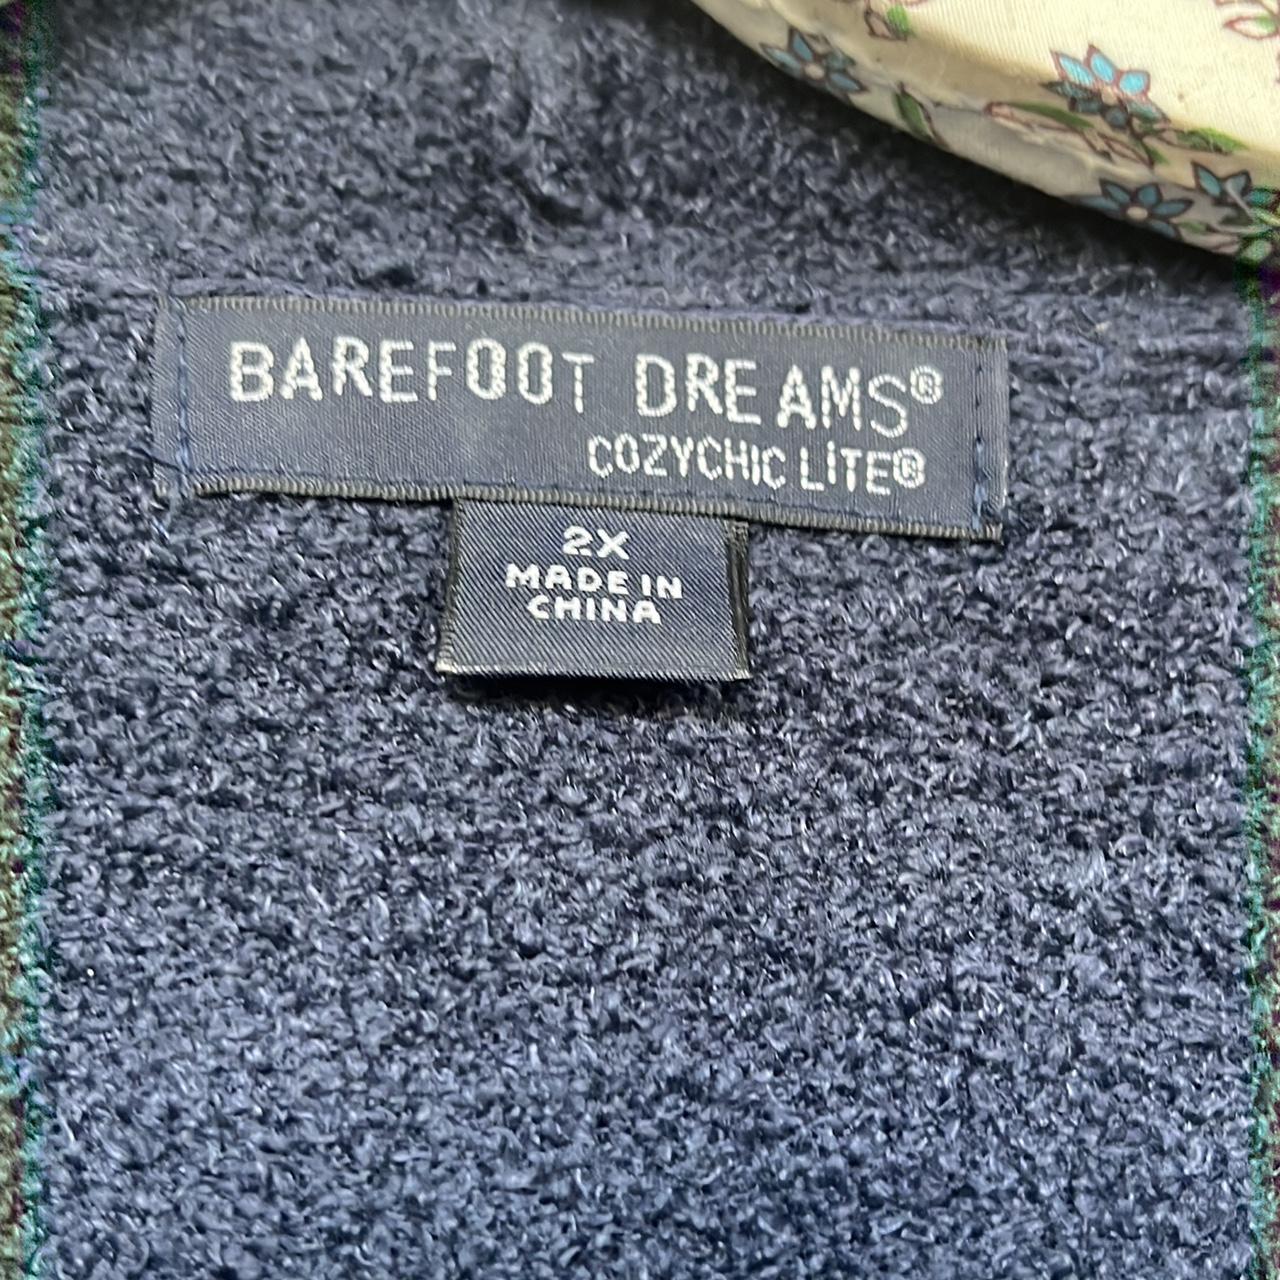 BAREFOOT DREAMS®
COZYCHIC LITE®
2X
MADE IN
CHINA